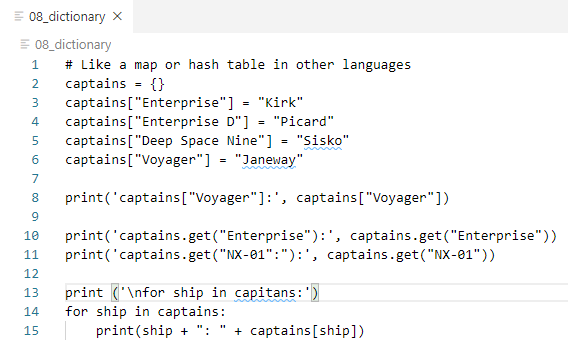 08_dictionary
08_dictionary
1 # Like a map or hash table in other languages
2 captains = {}
3 captains["Enterprise"] = "Kirk"
4 captains["Enterprise D"] = "Picard"
5 captains["Deep Space Nine"] = "Sisko"
6 captains["Voyager"] = "Janeway"
7
8 print('captains["Voyager"]:', captains["Voyager"])
9
10 print('captains.get("Enterprise"):', captains.get("Enterprise"))
11 print('captains.get("NX-01":"):', captains.get("NX-01"))
12
13 print ('\nfor ship in capitans:')
14 for ship in captains:
15     print(ship + ": " + captains[ship])